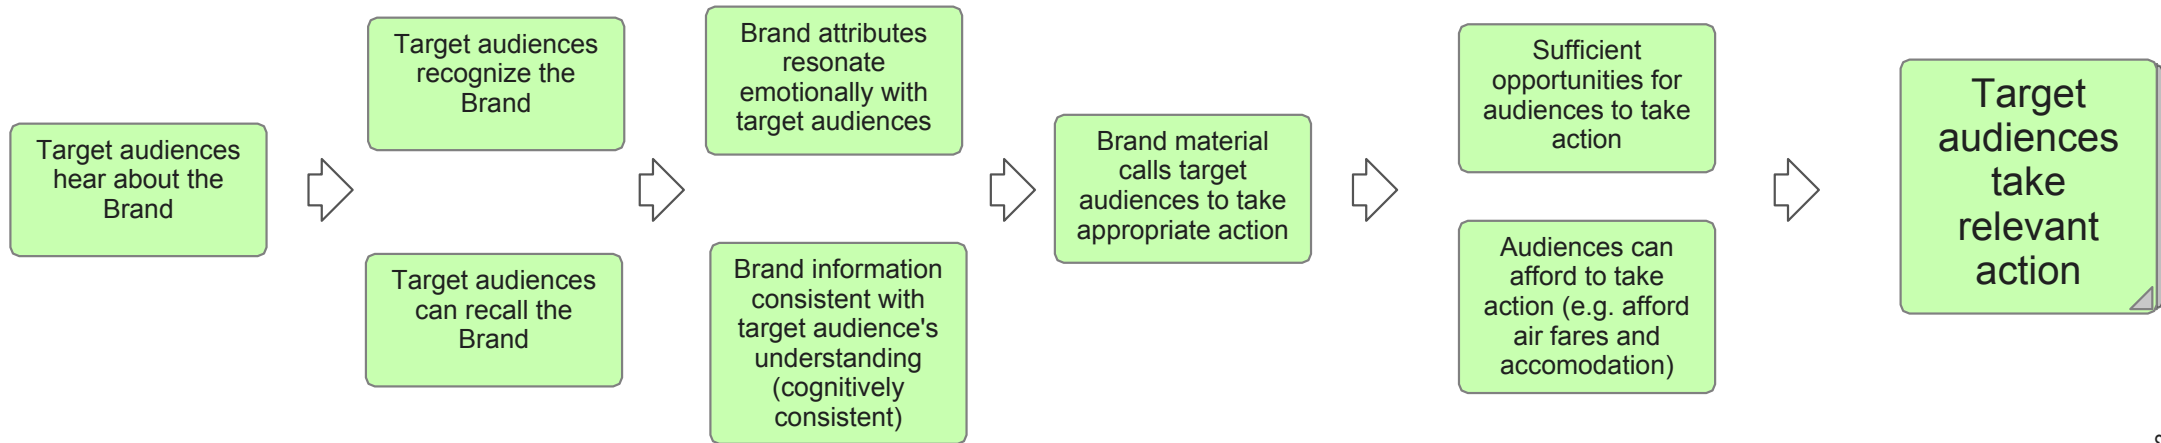 Target audiences
hear about the
Brand
Target audiences
recognize the
Brand
Target audiences
can recall the
Brand
Brand attributes
resonate
emotionally with
target audiences
Brand information
consistent with
target audience's
understanding
(cognitively
consistent)
Brand material
calls target
audiences to take
appropriate action
Sufficient
opportunities for
audiences to take
action
Audiences can
afford to take
action (e.g. afford
air fares and
accomodation)
Target
audiences
take
relevant
action